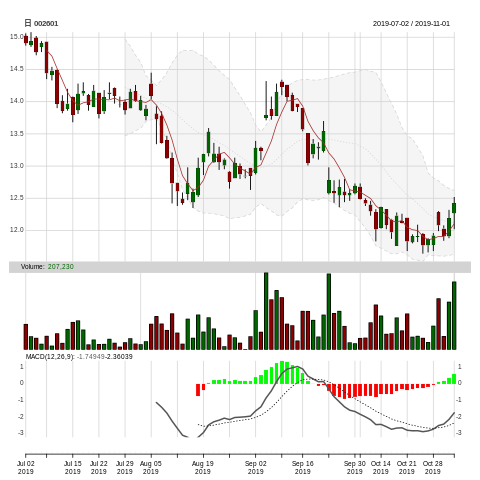 日 002601 2019-07-02 / 2019-11-01
15.0
14.5
14.0
13.5
13.0
12.5
12.0
Volume: 207,230
MACD(12,26,9): -1.74949-2.36039
1 1
0 0
-1 -1
-2 -2
-3 -3
Jul 02 Jul 15 Jul 22 Jul 29 Aug 05 Aug 19 Sep 02 Sep 16 Sep 30 Oct 14 Oct 21 Oct 28
2019 2019 2019 2019 2019 2019 2019 2019 2019 2019 2019 2019